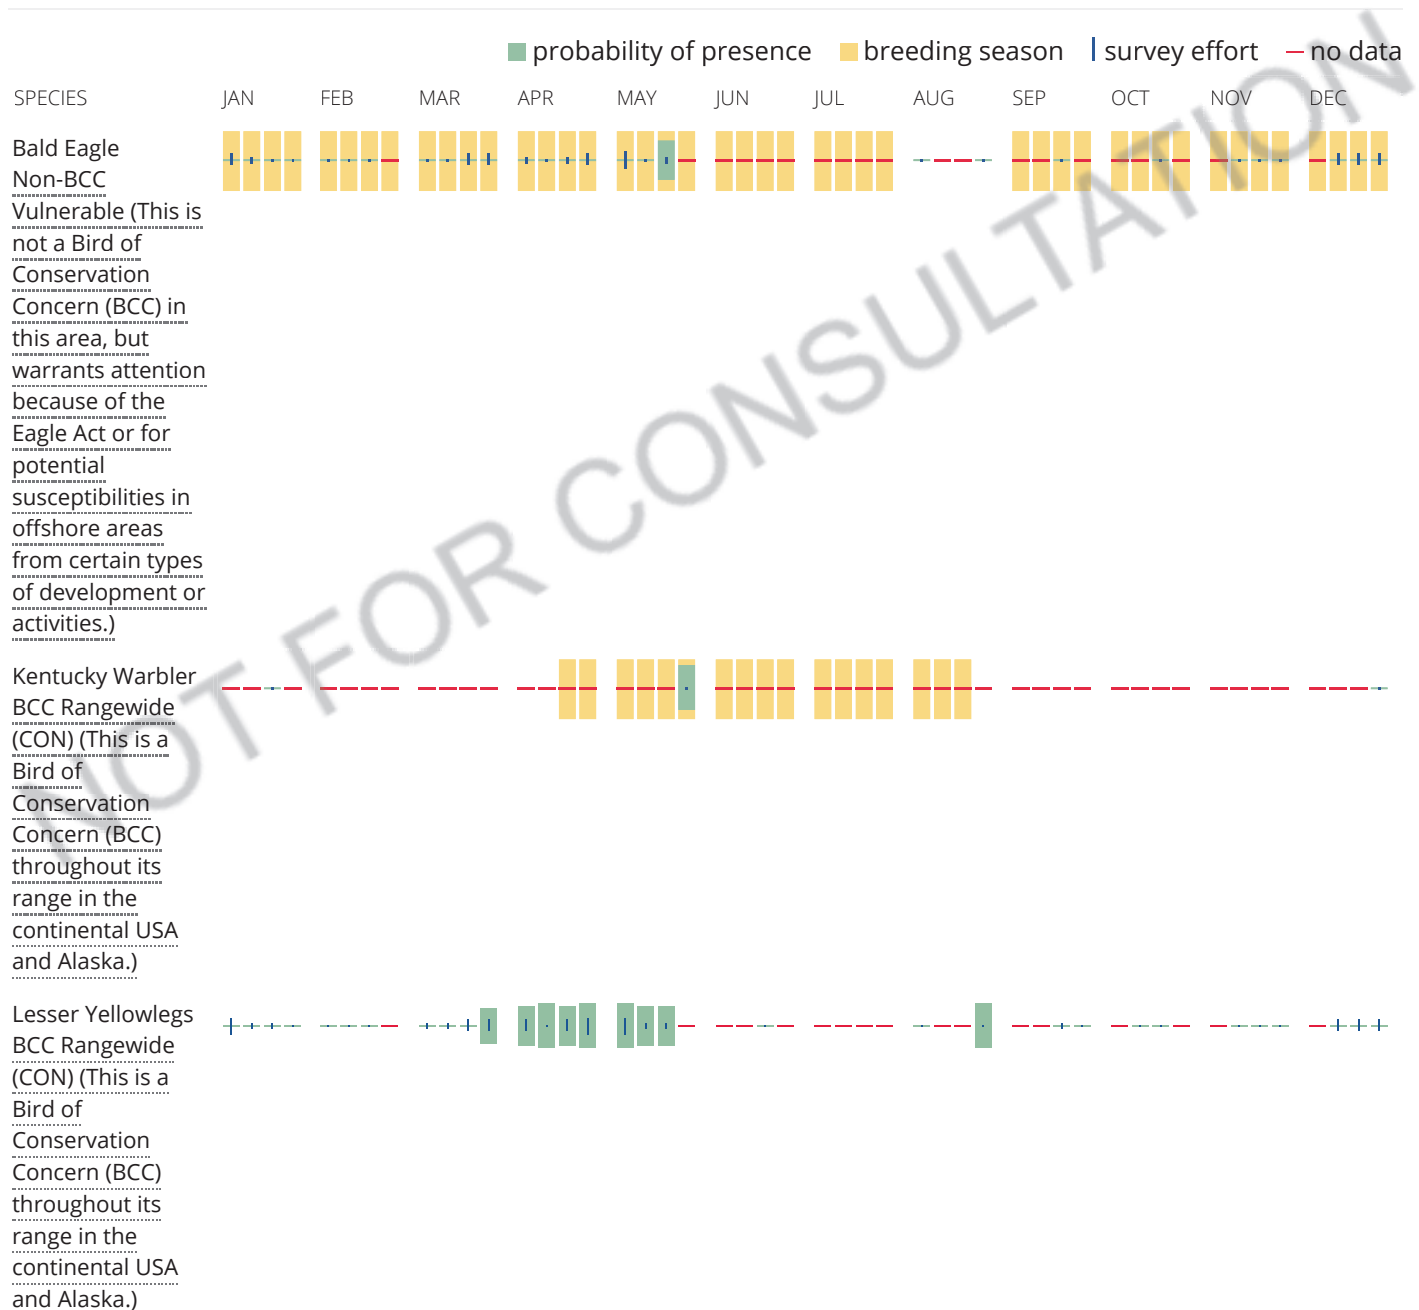 probability of presence breeding season survey effort no data
SPECIES JAN FEB MAR APR MAY JUN JUL AUG SEP OCT NOV DEC
Bald Eagle
Non-BCC
Vulnerable (This is
not a Bird of
Conservation
Concern (BCC) in
this area, but
warrants attention
because of the
Eagle Act or for
potential
susceptibilities in
offshore areas
from certain types
of development or
activities.)
Kentucky Warbler
BCC Rangewide
(CON) (This is a
Bird of
Conservation
Concern (BCC)
throughout its
range in the
continental USA
and Alaska.)
Lesser Yellowlegs
BCC Rangewide
(CON) (This is a
Bird of
Conservation
Concern (BCC)
throughout its
range in the
continental USA
and Alaska.)
NOT FOR CONSULTATION